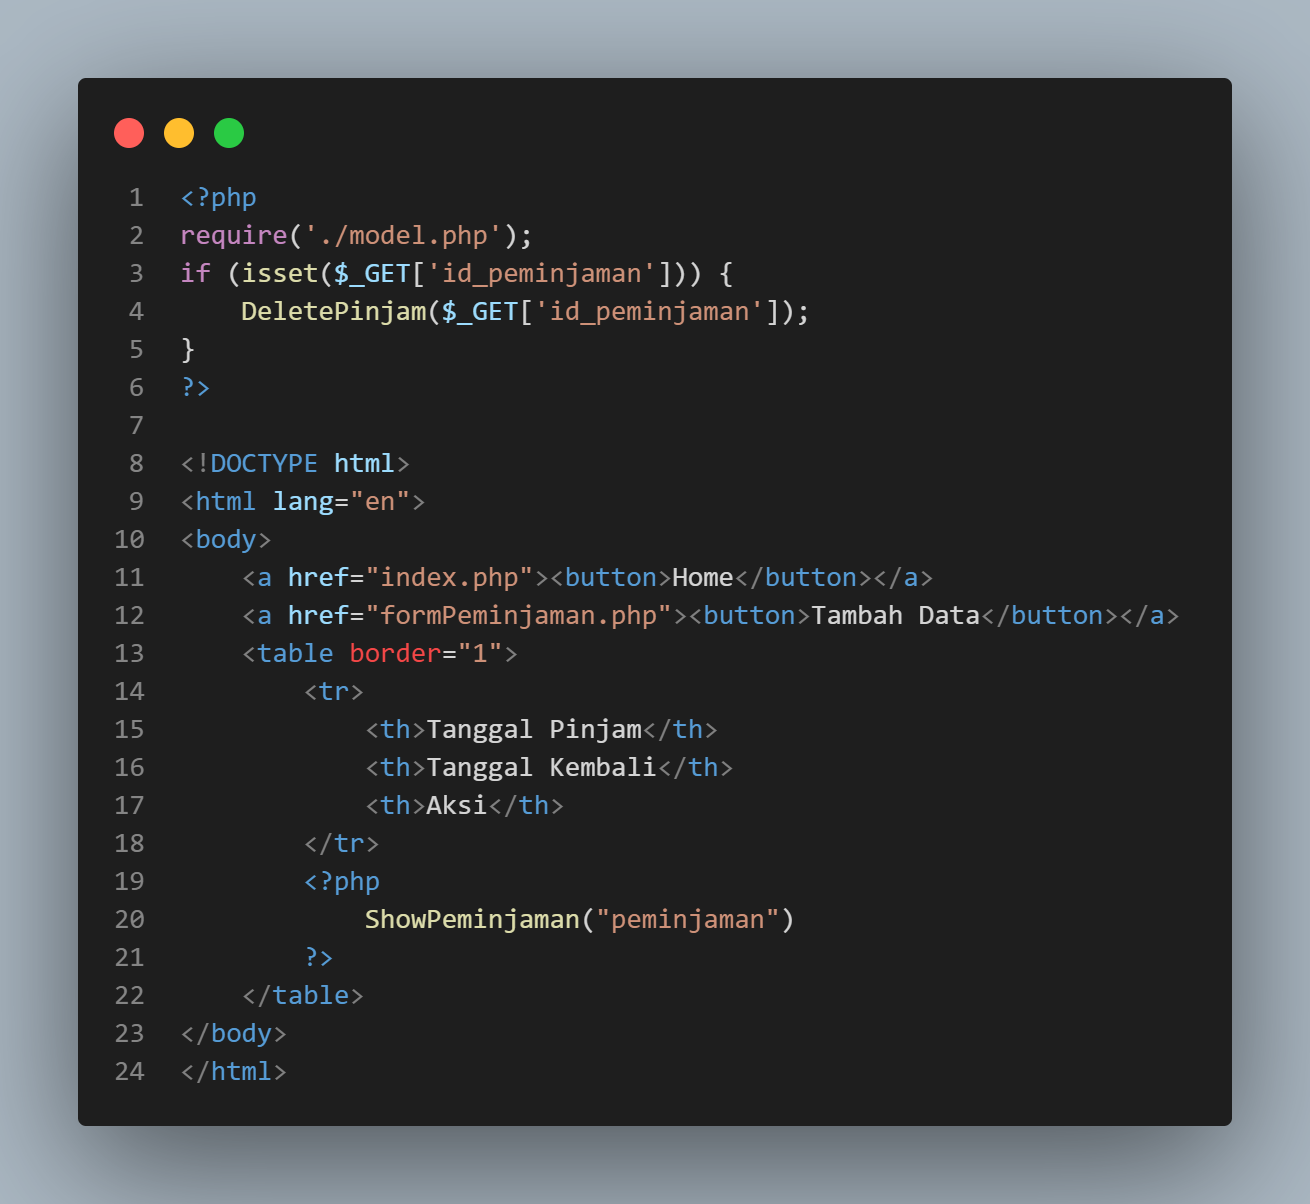 1 <?php
2 require('./model.php');
3 if (isset($_GET['id_peminjaman'])) {
4     DeletePinjam($_GET['id_peminjaman']);
5 }
6 ?>
7
8 <!DOCTYPE html>
9 <html lang="en">
10 <body>
11     <a href="index.php"><button>Home</button></a>
12     <a href="formPeminjaman.php"><button>Tambah Data</button></a>
13     <table border="1">
14         <tr>
15             <th>Tanggal Pinjam</th>
16             <th>Tanggal Kembali</th>
17             <th>Aksi</th>
18         </tr>
19         <?php
20             ShowPeminjaman("peminjaman")
21         ?>
22     </table>
23 </body>
24 </html>